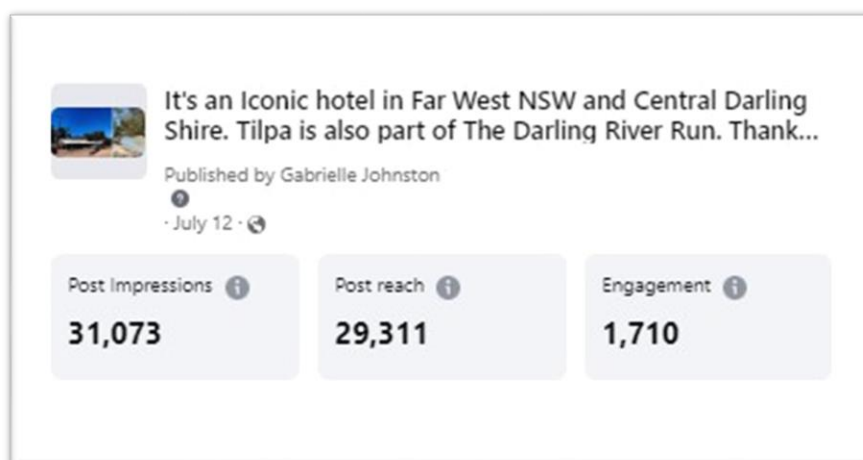 It's an Iconic hotel in Far West NSW and Central Darling
Shire. Tilpa is also part of The Darling River Run. Thank...
Published by Gabrielle Johnston
· July 12 ·
Post Impressions
31,073
Post reach
29,311
Engagement
1,710